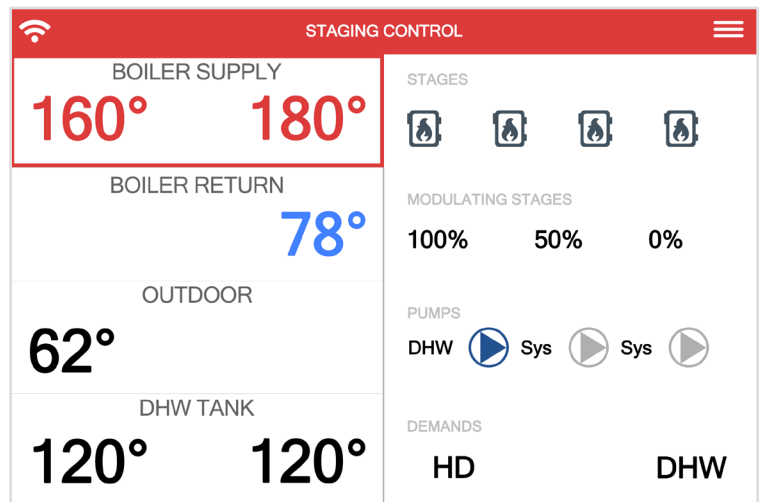 STAGING CONTROL
BOILER SUPPLY
160° 180°
BOILER RETURN
78°
OUTDOOR
62°
DHW TANK
120° 120°
STAGES
MODULATING STAGES
100% 50% 0%
PUMPS
DHW Sys Sys
DEMANDS
HD DHW